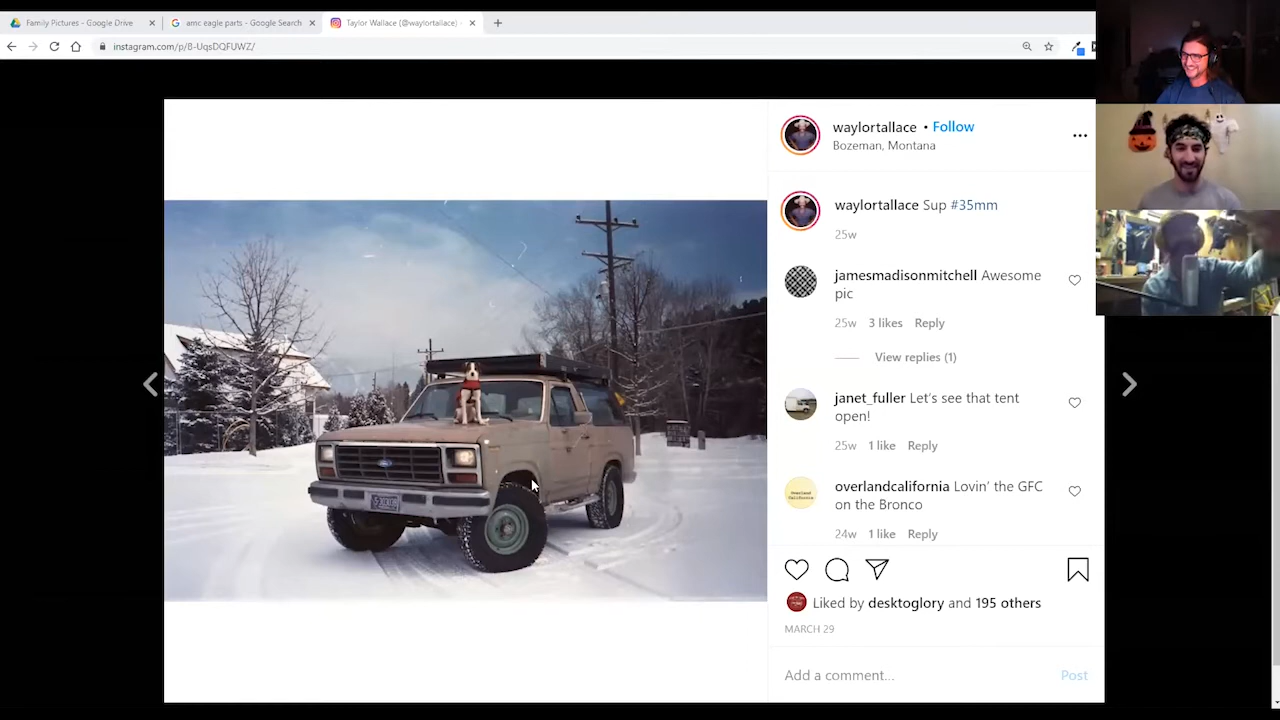 Family Pictures - Google Drive
amc eagle parts - Google Search
Taylor Wallace (@waylortallace)
instagram.com/p/8-UqsDQFUWZ/
waylortallace • Follow
Bozeman, Montana
waylortallace Sup #35mm
25w
jamesmadisonmitchell Awesome
pic
25w 3 likes Reply
View replies (1)
janet_fuller Let's see that tent
open!
25w 1 like Reply
overlandcalifornia Lovin' the GFC
on the Bronco
24w 1 like Reply
Liked by desktoglory and 195 others
MARCH 29
Add a comment...
Post